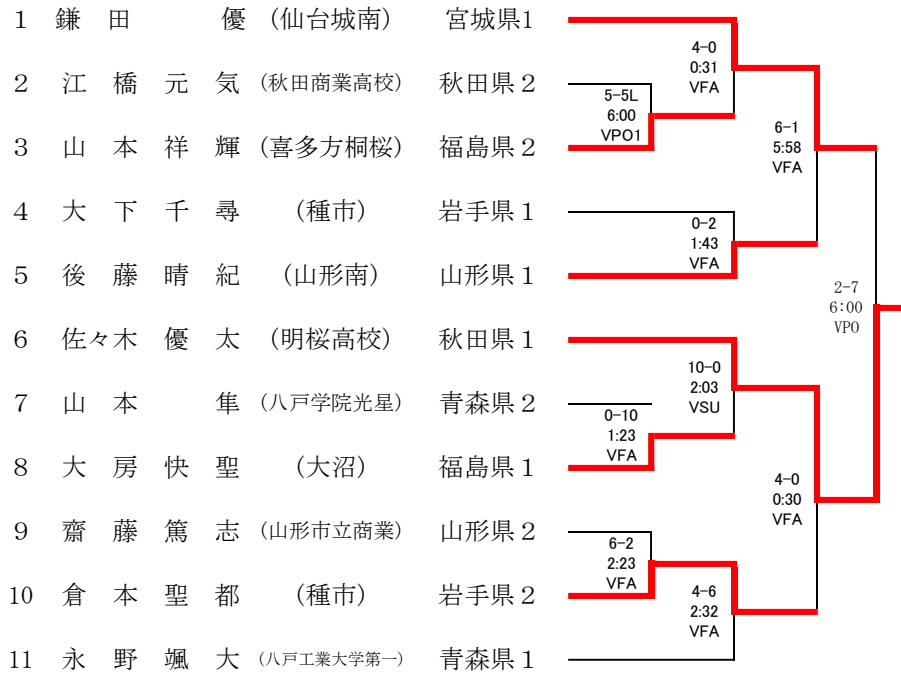 1 鎌田 優 (仙台城南) 宮城県1
2 江橋元気 (秋田商業高校) 秋田県2
3 山本祥輝 (喜多方桐桜) 福島県2
4 大下千尋 (種市) 岩手県1
5 後藤晴紀 (山形南) 山形県1
6 佐々木優太 (明桜高校) 秋田県1
7 山本 隼 (八戸学院光星) 青森県2
8 大房快聖 (大沼) 福島県1
9 齋藤篤志 (山形市立商業) 山形県2
10 倉本聖都 (種市) 岩手県2
11 永野颯大 (八戸工業大学第一) 青森県1
5-5L
6:00
VPO1
0-10
1:23
VFA
6-2
2:23
VFA
4-0
0:31
VFA
0-2
1:43
VFA
10-0
2:03
VSU
4-6
2:32
VFA
6-1
5:58
VFA
4-0
0:30
VFA
2-7
6:00
VPO